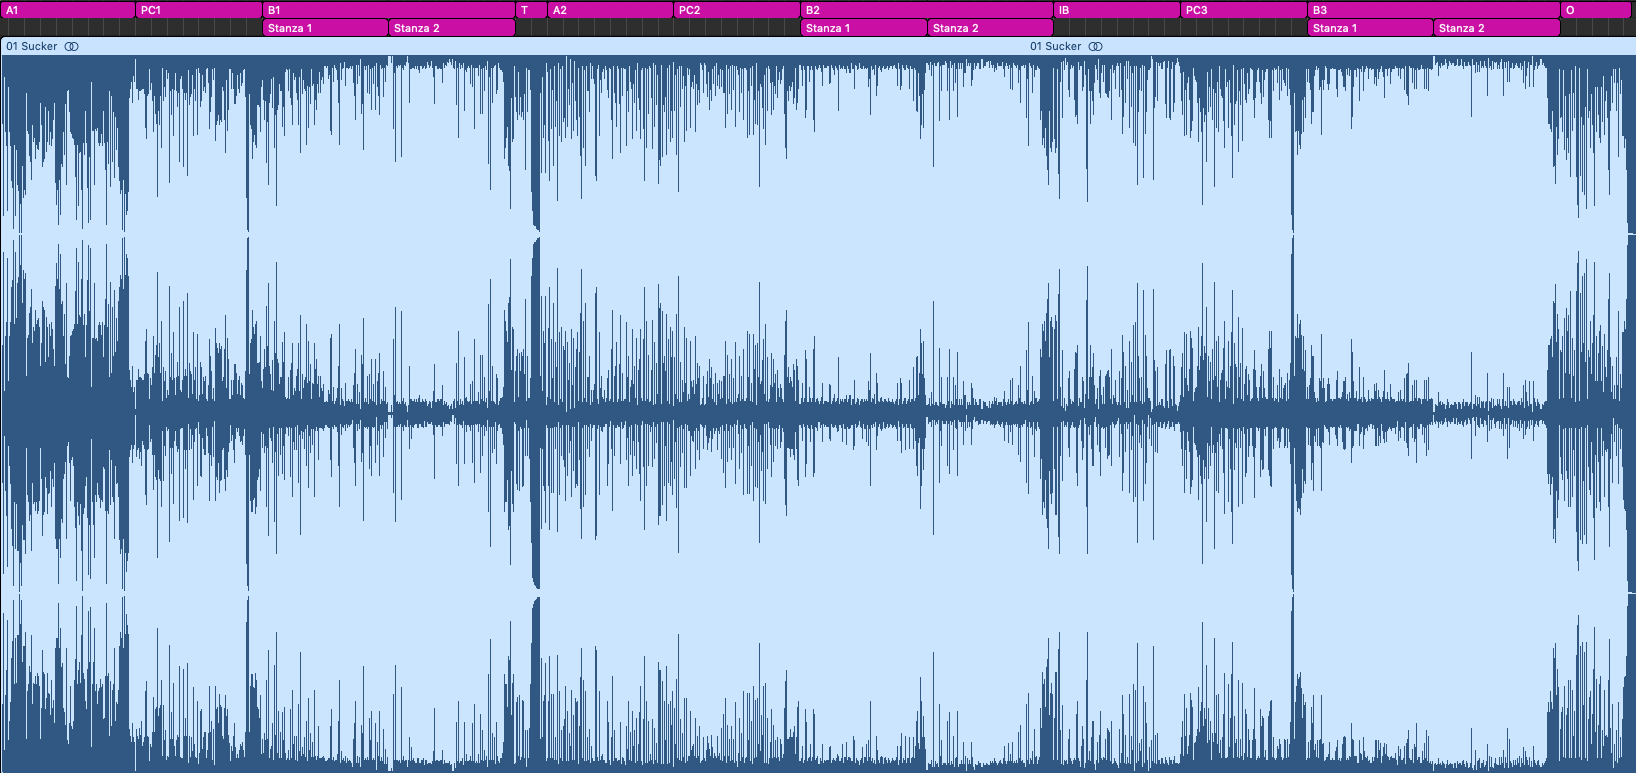 A1 PC1 B1 T A2 PC2 B2 IB PC3 B3 O
Stanza 1 Stanza 2 Stanza 1 Stanza 2 Stanza 1 Stanza 2
01 Sucker 01 Sucker